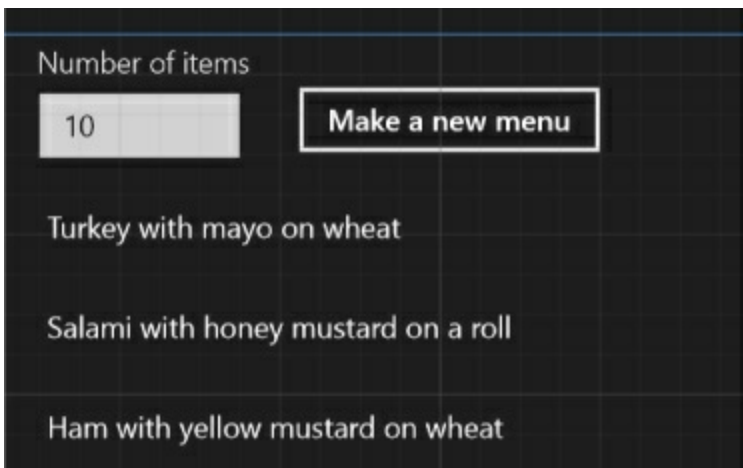 Number of items
10
Make a new menu
Turkey with mayo on wheat
Salami with honey mustard on a roll
Ham with yellow mustard on wheat